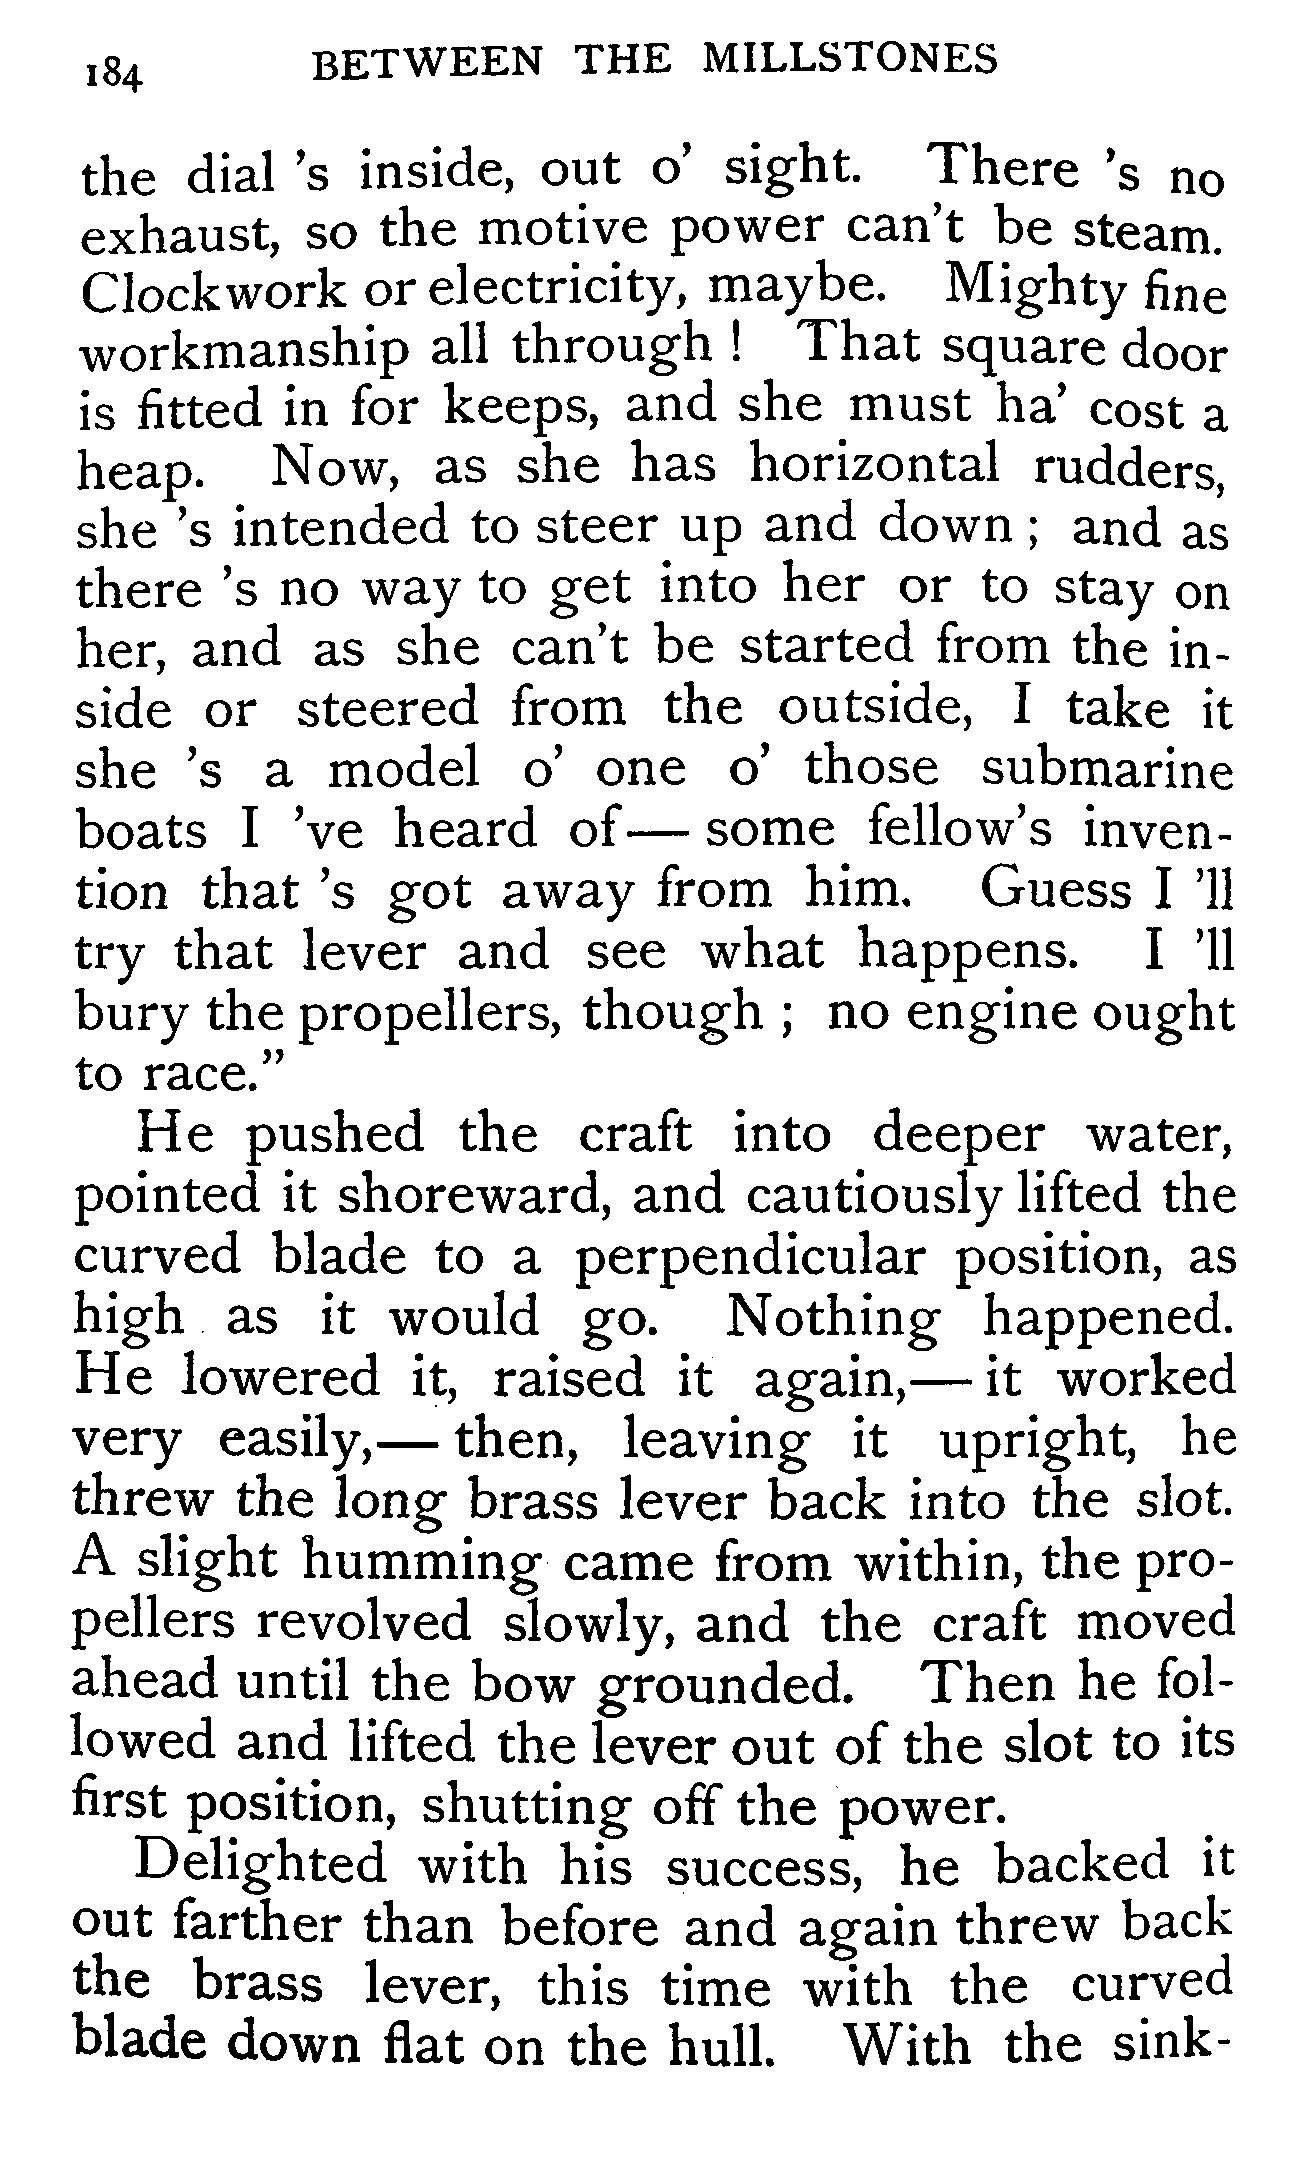 184 BETWEEN THE MILLSTONES
the dial 's inside, out o' sight. There 's no
exhaust, so the motive power can't be steam.
Clockwork or electricity, maybe. Mighty fine
workmanship all through ! That square door
is fitted in for keeps, and she must ha' cost a
heap. Now, as she has horizontal rudders,
she 's intended to steer up and down ; and as
there 's no way to get into her or to stay on
her, and as she can't be started from the in-
side or steered from the outside, I take it
she 's a model o' one o' those submarine
boats I 've heard of— some fellow's inven-
tion that 's got away from him. Guess I 'll
try that lever and see what happens. I 'll
bury the propellers, though ; no engine ought
to race.”
He pushed the craft into deeper water,
pointed it shoreward, and cautiously lifted the
curved blade to a perpendicular position, as
high as it would go. Nothing happened.
He lowered it, raised it again,— it worked
very easily,— then, leaving it upright, he
threw the long brass lever back into the slot.
A slight humming came from within, the pro-
pellers revolved slowly, and the craft moved
ahead until the bow grounded. Then he fol-
lowed and lifted the lever out of the slot to its
first position, shutting off the power.
Delighted with his success, he backed it
out farther than before and again threw back
the brass lever, this time with the curved
blade down flat on the hull. With the sink-